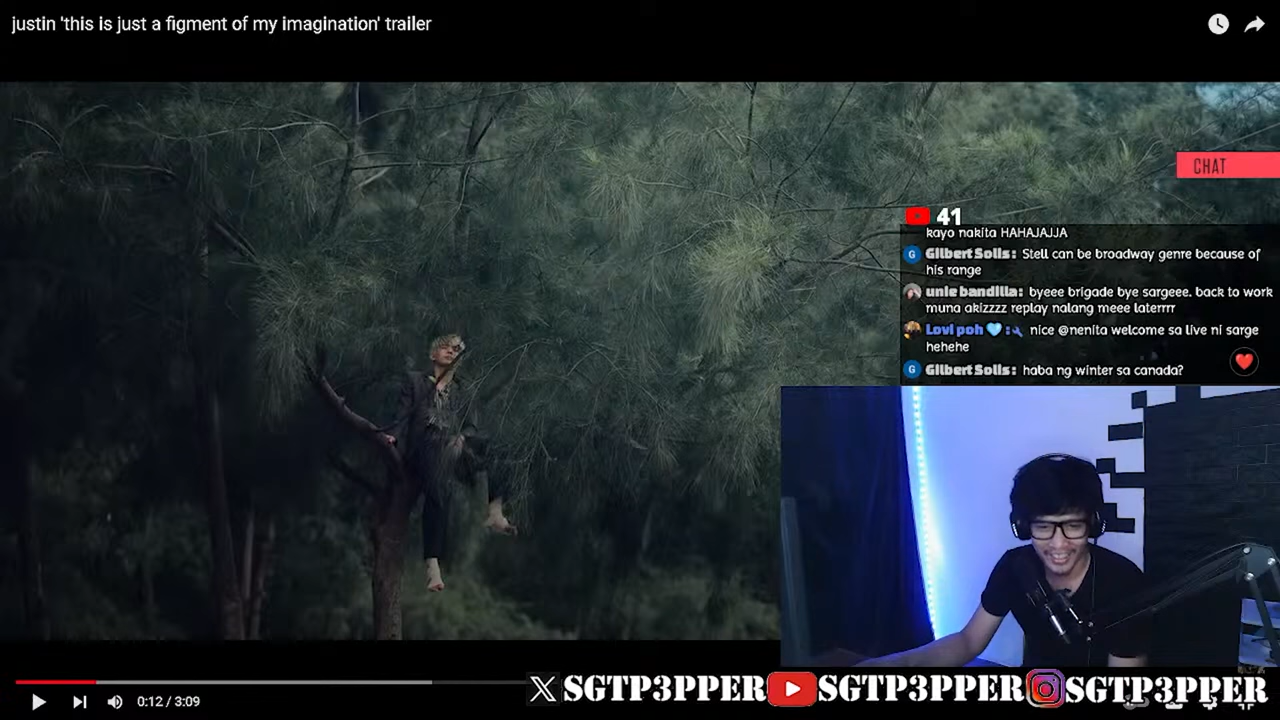 justin 'this is just a figment of my imagination' trailer
CHAT
41
kayo nakita HAHAJAJJA
Gilbert Solis: Stell can be broadway genre because of
his range
unie bandilla: byeee brigade bye sargeee. back to work
muna akizzzz replay nalang meee laterrrr
Lovi poh 🩵: nice @nenita welcome sa live ni sarge
hehehe
Gilbert Solis: haba ng winter sa canada?
0:12 / 3:09
SGTP3PPER SGTP3PPER SGTP3PPER